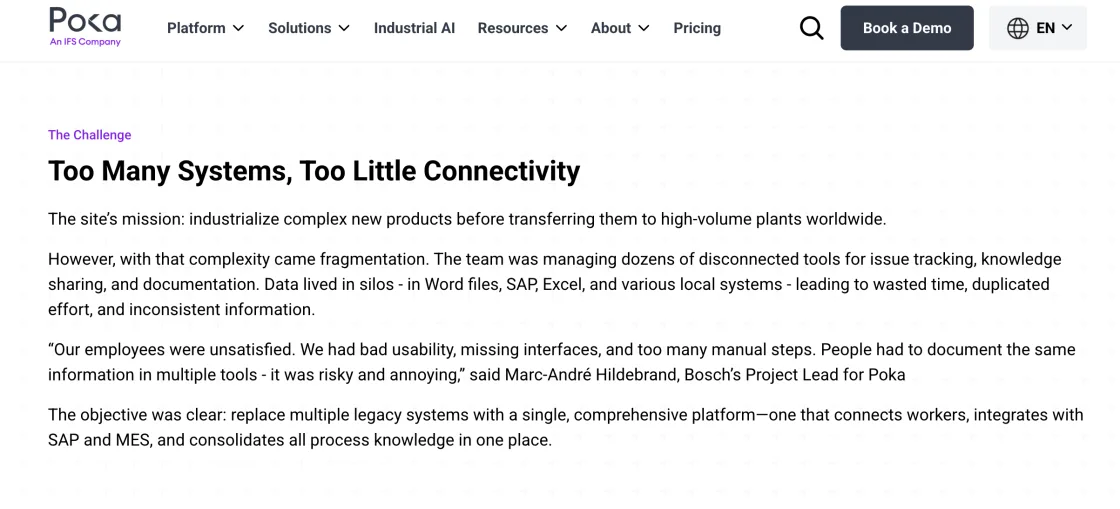 Poka
An IFS Company
Platform
Solutions
Industrial AI
Resources
About
Pricing
Book a Demo
EN
The Challenge
Too Many Systems, Too Little Connectivity
The site’s mission: industrialize complex new products before transferring them to high-volume plants worldwide.
However, with that complexity came fragmentation. The team was managing dozens of disconnected tools for issue tracking, knowledge
sharing, and documentation. Data lived in silos - in Word files, SAP, Excel, and various local systems - leading to wasted time, duplicated
effort, and inconsistent information.
“Our employees were unsatisfied. We had bad usability, missing interfaces, and too many manual steps. People had to document the same
information in multiple tools - it was risky and annoying,” said Marc-André Hildebrand, Bosch’s Project Lead for Poka
The objective was clear: replace multiple legacy systems with a single, comprehensive platform—one that connects workers, integrates with
SAP and MES, and consolidates all process knowledge in one place.